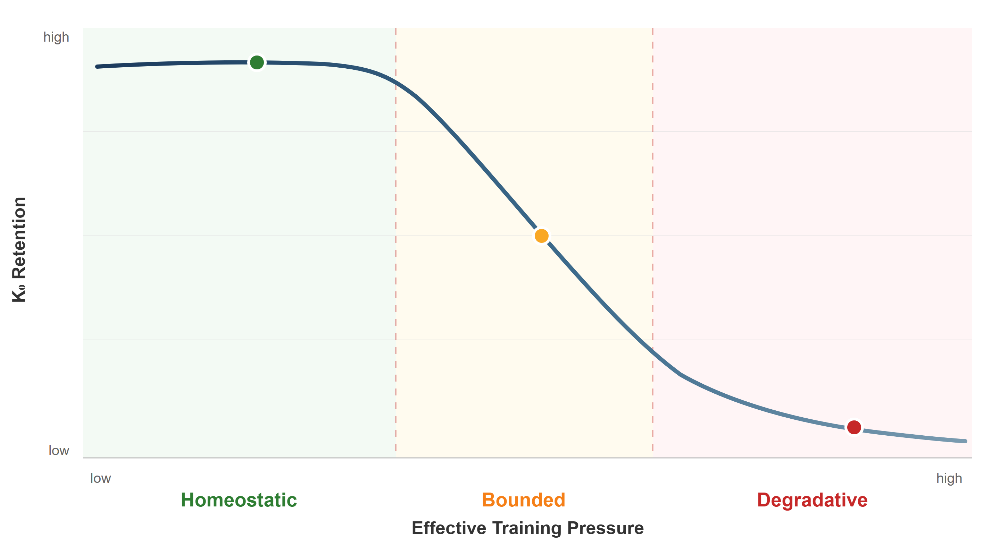 high
K₀ Retention
low
low
high
Homeostatic
Bounded
Degradative
Effective Training Pressure